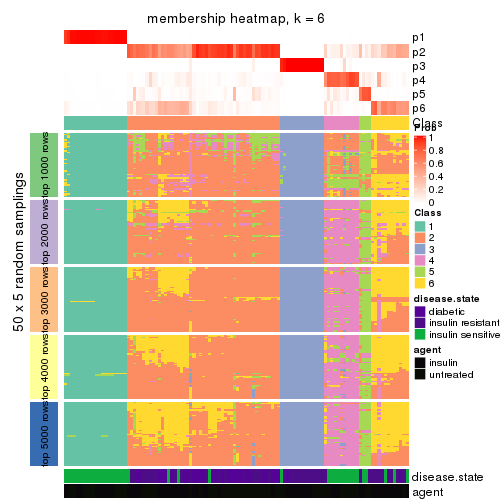 membership heatmap, k = 6
p1
p2
p3
p4
p5
p6
Class
Prob
1
0.8
0.6
0.4
0.2
0
Class
1
2
3
4
5
6
disease.state
diabetic
insulin resistant
insulin sensitive
agent
insulin
untreated
50 x 5 random samplings
top 1000 rows
top 2000 rows
top 3000 rows
top 4000 rows
top 5000 rows
disease.state
agent